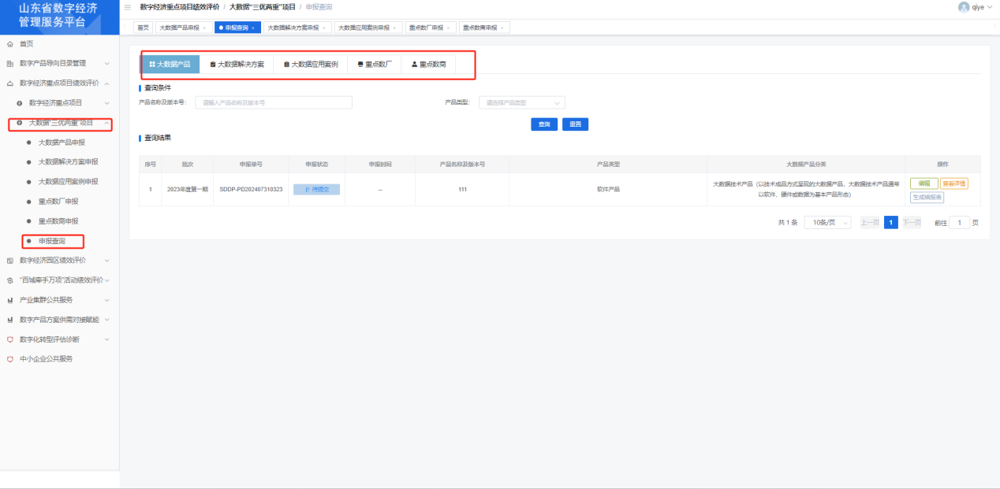 山东省数字经济
管理服务平台
数字经济重点项目绩效评价 / 大数据“三优两重”项目 / 申报查询
qiye
首页 大数据产品申报 × 申报查询 × 大数据解决方案申报 × 大数据应用案例申报 × 重点数厂申报 × 重点数商申报 ×
首页
数字产品导向目录管理
数字经济重点项目绩效评价
数字经济重点项目
大数据“三优两重”项目
大数据产品申报
大数据解决方案申报
大数据应用案例申报
重点数厂申报
重点数商申报
申报查询
数字经济园区绩效评价
“百城牵手万项”活动绩效评价
产业集群公共服务
数字产品方案供需对接赋能
数字化转型评估诊断
中小企业公共服务
大数据产品 大数据解决方案 大数据应用案例 重点数厂 重点数商
查询条件
产品名称及版本号: 请输入产品名称及版本号 产品类型: 请选择产品类型
查询 重置
查询结果
序号 批次 申报单号 申报状态 申报时间 产品名称及版本号 产品类型 大数据产品分类 操作
1 2023年度第一期 SDDP-PD202407310323 待提交 -- 111 软件产品 大数据技术产品（以技术成品方式呈现的大数据产品，大数据技术产品通常
以软件、硬件或数据为基本产品形态） 编辑 查看详情
生成填报表
共 1 条 10条/页 上一页 1 下一页 前往 1 页